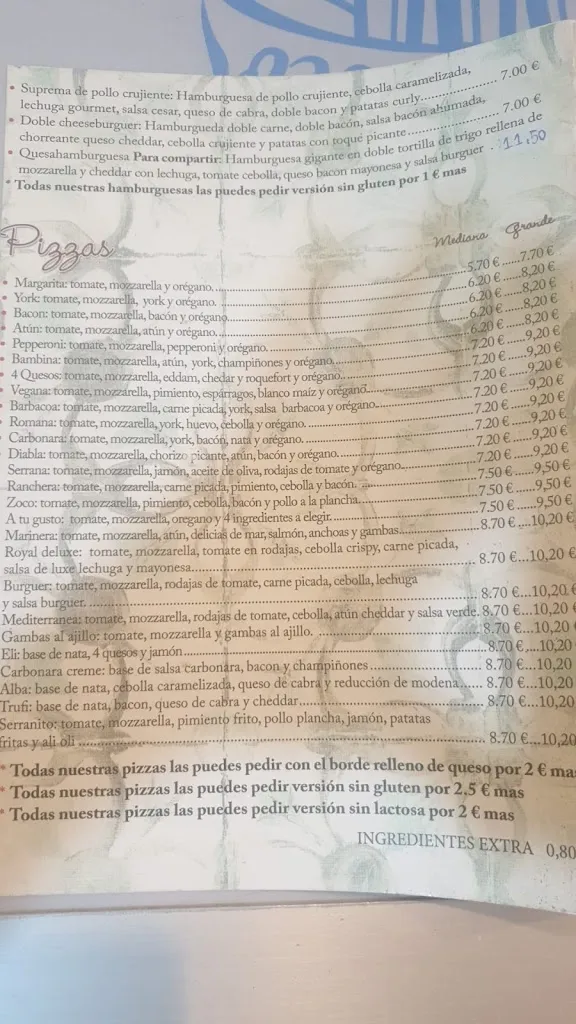 • Suprema de pollo crujiente: Hamburguesa de pollo crujiente, cebolla caramelizada,
lechuga gourmet, salsa cesar, queso de cabra, doble bacon y patatas curly.................... 7.00 €
• Doble cheeseburguer: Hamburgueda doble carne, doble bacón, salsa bacón ahumada,
chorreante queso cheddar, cebolla crujiente y patatas con toque picante.................... 7.00 €
• Quesahamburguesa Para compartir: Hamburguesa gigante en doble tortilla de trigo rellena de
mozzarella y cheddar con lechuga, tomate cebolla, queso bacon mayonesa y salsa burguer . 11,50
* Todas nuestras hamburguesas las puedes pedir versión sin gluten por 1 € mas
Pizzas Mediana Grande
• Margarita: tomate, mozzarella y orégano.....5,70 €.....7.70 €
• York: tomate, mozzarella, york y orégano.....6.20 €.....8,20 €
• Bacon: tomate, mozzarella, bacón y orégano.....6.20 €.....8,20 €
• Atún: tomate, mozzarella, atún y orégano.....6.20 €.....8,20 €
• Pepperoni: tomate, mozzarella, pepperoni y orégano.....6.20 €.....8,20 €
• Bambina: tomate, mozzarella, atún, york, champiñones y orégano.....7.20 €.....9,20 €
• 4 Quesos: tomate, mozzarella, eddam, chedar y roquefort y orégano.....7.20 €.....9,20 €
• Vegana: tomate, mozzarella, pimiento, espárragos, blanco maíz y orégano.....7.20 €.....9,20 €
• Barbacoa: tomate, mozzarella, carne picada, york, salsa barbacoa y orégano.....7.20 €.....9,20 €
• Romana: tomate, mozzarella, york, huevo, cebolla y orégano.....7.20 €.....9,20 €
Carbonara: tomate, mozzarella, york, bacón, nata y orégano.....7.20 €.....9,20 €
Diabla: tomate, mozzarella, chorizo picante, atún, bacón y orégano.....7.20 €.....9,20 €
Serrana: tomate, mozzarella, jamón, aceite de oliva, rodajas de tomate y orégano.....7.20 €.....9,20 €
Ranchera: tomate, mozzarella, carne picada, pimiento, cebolla y bacón.....7.50 €.....9,50 €
Zoco: tomate, mozzarella, pimiento, cebolla, bacón y pollo a la plancha.....7.50 €.....9,50 €
A tu gusto: tomate, mozzarella, oregano y 4 ingredientes a elegir.....7.50 €.....9,50 €
Marinera: tomate, mozzarella, atún, delicias de mar, salmón, anchoas y gambas.....8.70 €...10,20 €
Royal deluxe: tomate, mozzarella, tomate en rodajas, cebolla crispy, carne picada,
salsa de luxe lechuga y mayonesa..... 8.70 €...10,20 €
Burguer: tomate, mozzarella, rodajas de tomate, carne picada, cebolla, lechuga
y salsa burguer. ..... 8.70 €...10,20 €
Mediterranea: tomate, mozzarella, rodajas de tomate, cebolla, atún cheddar y salsa verde. 8,70 €...10,20 €
Gambas al ajillo: tomate, mozzarella y gambas al ajillo. .....8.70 €...10,20
Eli: base de nata, 4 quesos y jamón.....8.70 €...10,20
Carbonara creme: base de salsa carbonara, bacon y champiñones..... 8.70 €...10,20
Alba: base de nata, cebolla caramelizada, queso de cabra y reducción de modena..... 8.70 €...10,20
Trufi: base de nata, bacon, queso de cabra y cheddar..... 8.70 €...10,20
Serranito: tomate, mozzarella, pimiento frito, pollo plancha, jamón, patatas
fritas y ali oli ..... 8.70 €...10,20
* Todas nuestras pizzas las puedes pedir con el borde relleno de queso por 2 € mas
* Todas nuestras pizzas las puedes pedir versión sin gluten por 2,5 € mas
* Todas nuestras pizzas las puedes pedir versión sin lactosa por 2 € mas
INGREDIENTES EXTRA 0,80